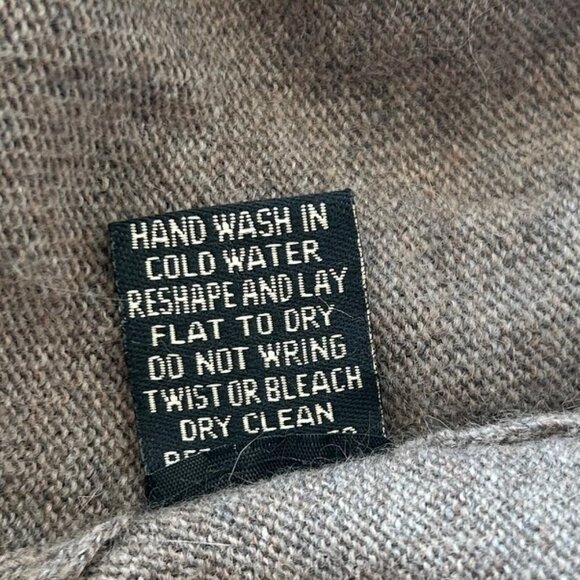 HAND WASH IN
COLD WATER
RESHAPE AND LAY
FLAT TO DRY
DO NOT WRING
TWIST OR BLEACH
DRY CLEAN